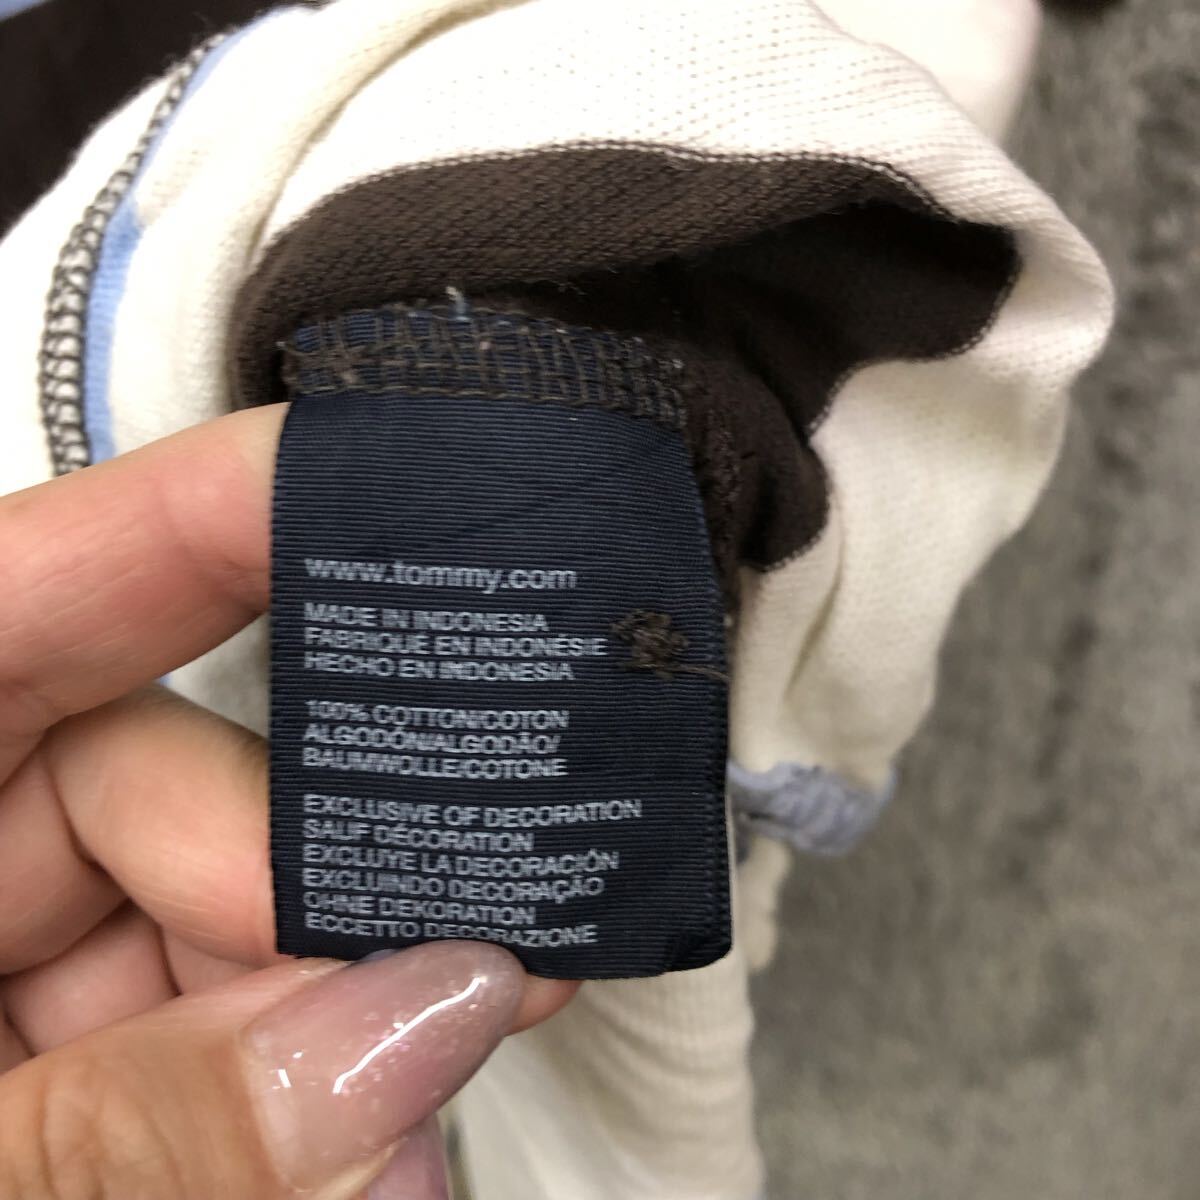 www.tommy.com
MADE IN INDONESIA
FABRIQUÉ EN INDONÉSIE
HECHO EN INDONESIA
100% COTTON/COTON
ALGODÓN/ALGODÃO/
BAUMWOLLE/COTONE
EXCLUSIVE OF DECORATION
SAUF DÉCORATION
EXCLUYE LA DECORACIÓN
EXCLUINDO DECORAÇÃO
OHNE DEKORATION
ECCETTO DECORAZIONE